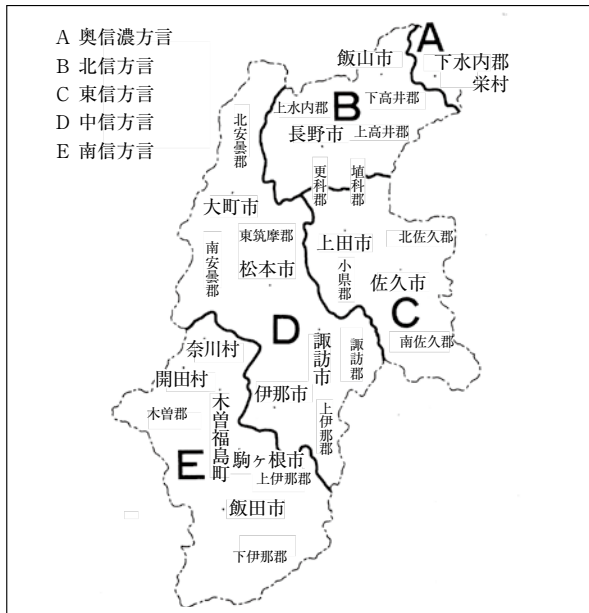 A 奥信濃方言
B 北信方言
C 東信方言
D 中信方言
E 南信方言
A
飯山市
下水内郡
栄村
上水内郡
B
下高井郡
長野市
上高井郡
北安曇郡
更科郡
埴科郡
大町市
東筑摩郡
南安曇郡
松本市
上田市
北佐久郡
小県郡
佐久市
C
南佐久郡
D
奈川村
諏訪市
諏訪郡
開田村
伊那市
木曽郡
木曽福島町
上伊那郡
E
駒ヶ根市
上伊那郡
飯田市
下伊那郡